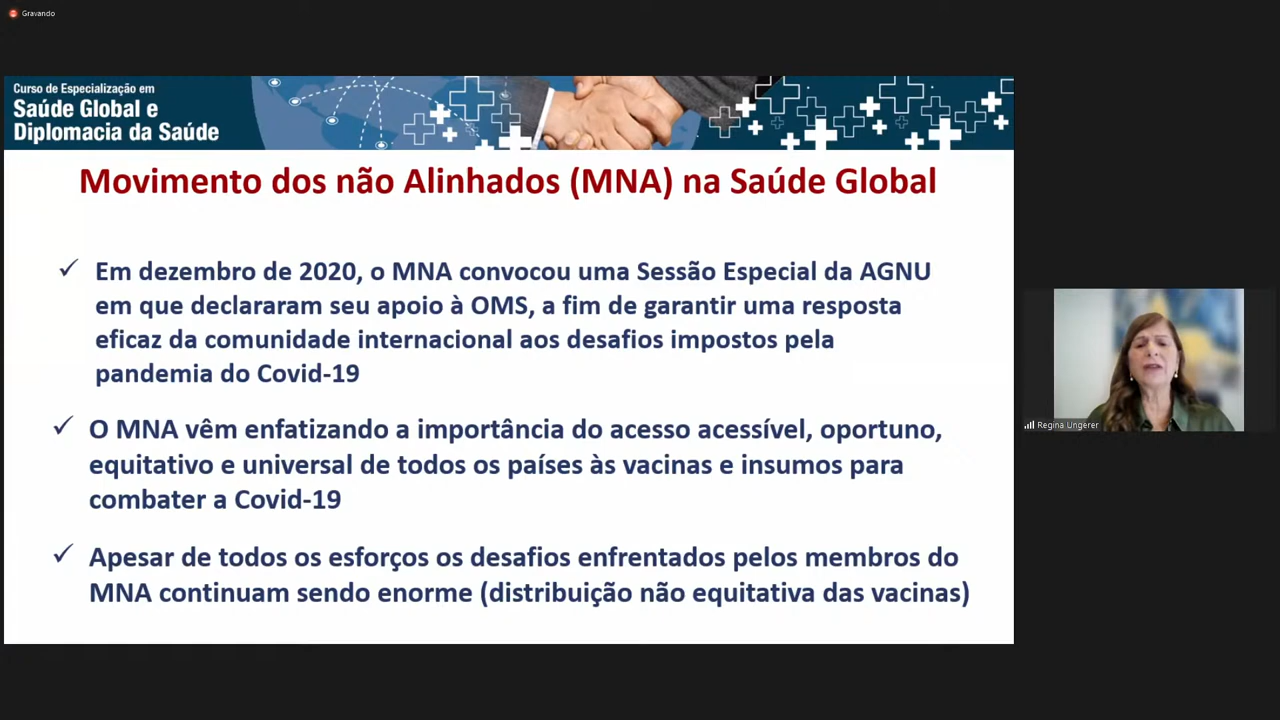 Gravando
Curso de Especialização em
Saúde Global e
Diplomacia da Saúde
Movimento dos não Alinhados (MNA) na Saúde Global
✓ Em dezembro de 2020, o MNA convocou uma Sessão Especial da AGNU
em que declararam seu apoio à OMS, a fim de garantir uma resposta
eficaz da comunidade internacional aos desafios impostos pela
pandemia do Covid-19
✓ O MNA vêm enfatizando a importância do acesso acessível, oportuno,
equitativo e universal de todos os países às vacinas e insumos para
combater a Covid-19
✓ Apesar de todos os esforços os desafios enfrentados pelos membros do
MNA continuam sendo enorme (distribuição não equitativa das vacinas)
Regina Ungerer